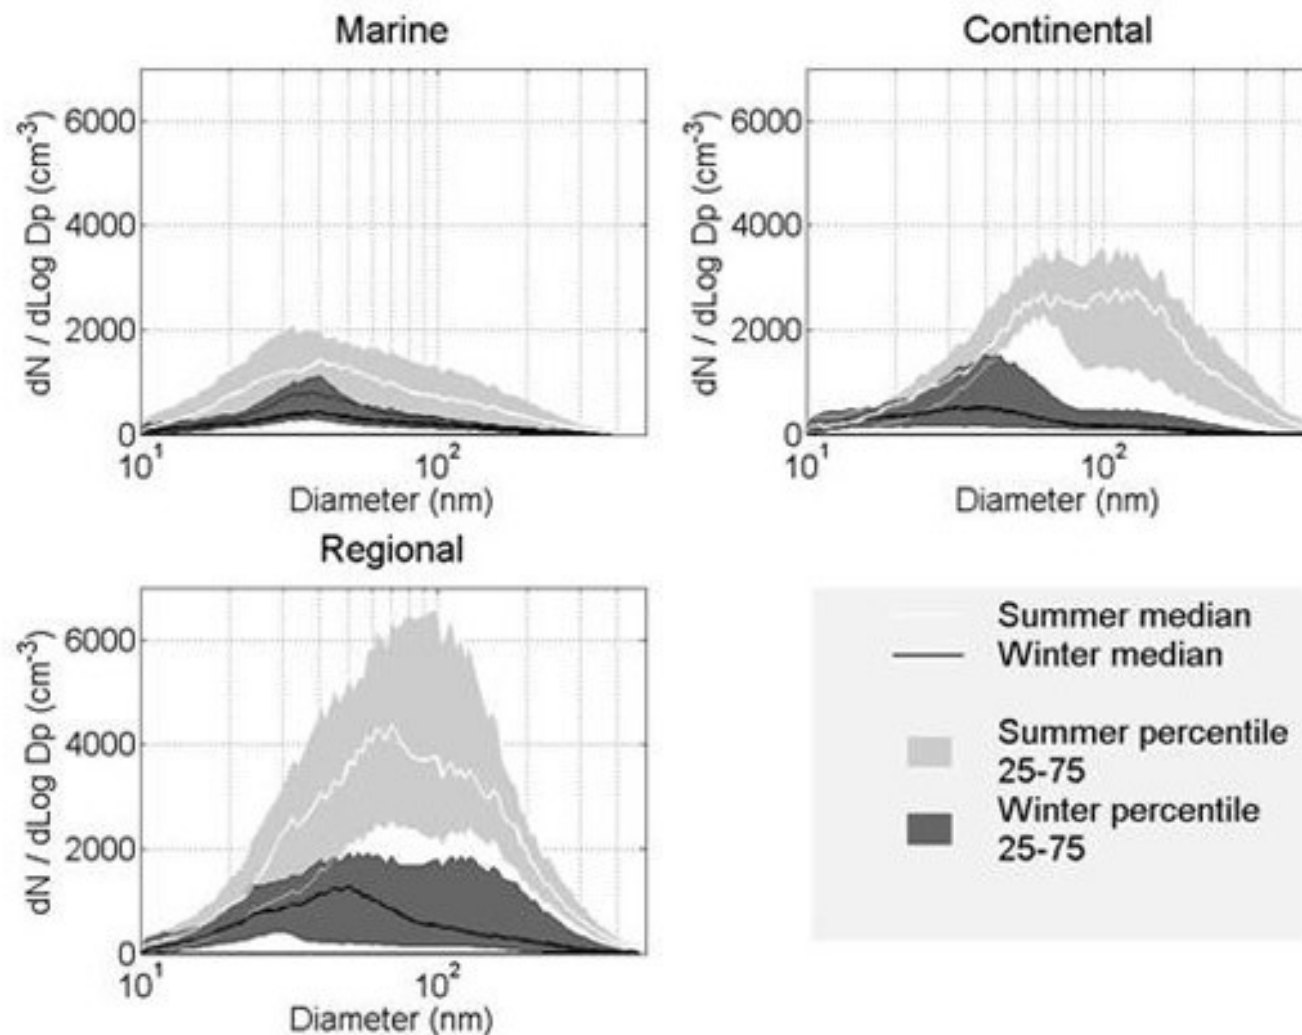 Marine
dN / dLog Dp (cm⁻³)
6000
4000
2000
0
10¹
10²
Diameter (nm)
Continental
dN / dLog Dp (cm⁻³)
6000
4000
2000
0
10¹
10²
Diameter (nm)
Regional
dN / dLog Dp (cm⁻³)
6000
4000
2000
0
10¹
10²
Diameter (nm)
Summer median
Winter median
Summer percentile
25-75
Winter percentile
25-75